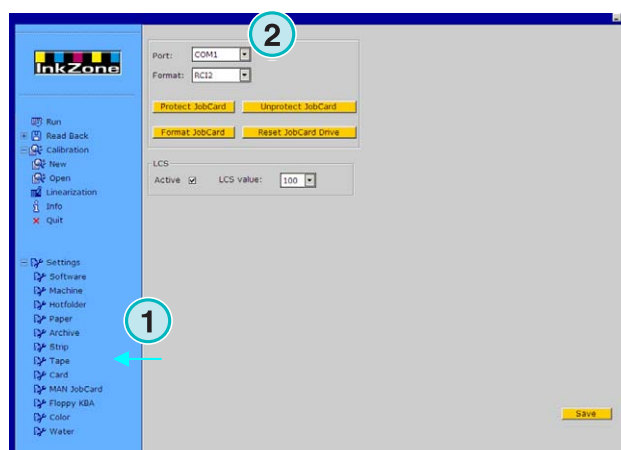 InkZone
Run
Read Back
Calibration
New
Open
Linearization
Info
Quit
Settings
Software
Machine
Hotfolder
Paper
Archive
Strip
Tape
Card
MAN JobCard
Floppy KBA
Color
Water
1
2
Port: COM1
Format: RCI2
Protect JobCard Unprotect JobCard
Format JobCard Reset JobCard Drive
LCS
Active LCS value: 100
Save